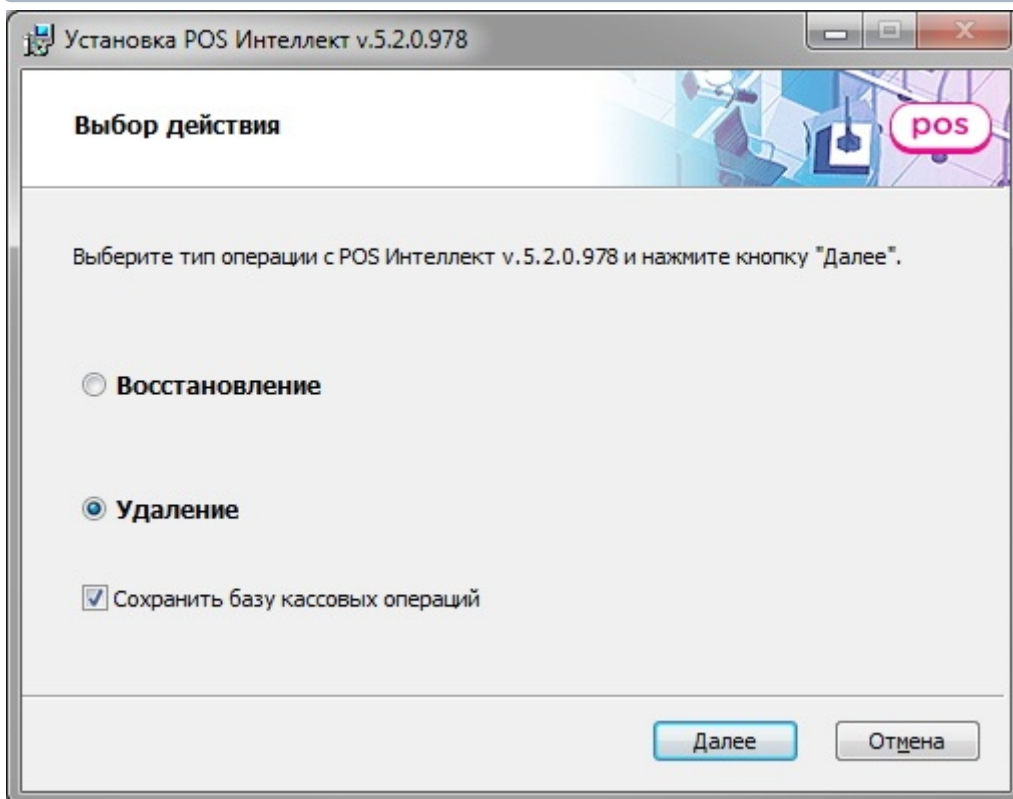 Установка POS Интеллект v.5.2.0.978
Выбор действия
pos
Выберите тип операции с POS Интеллект v.5.2.0.978 и нажмите кнопку "Далее".
Восстановление
Удаление
Сохранить базу кассовых операций
Далее
Отмена